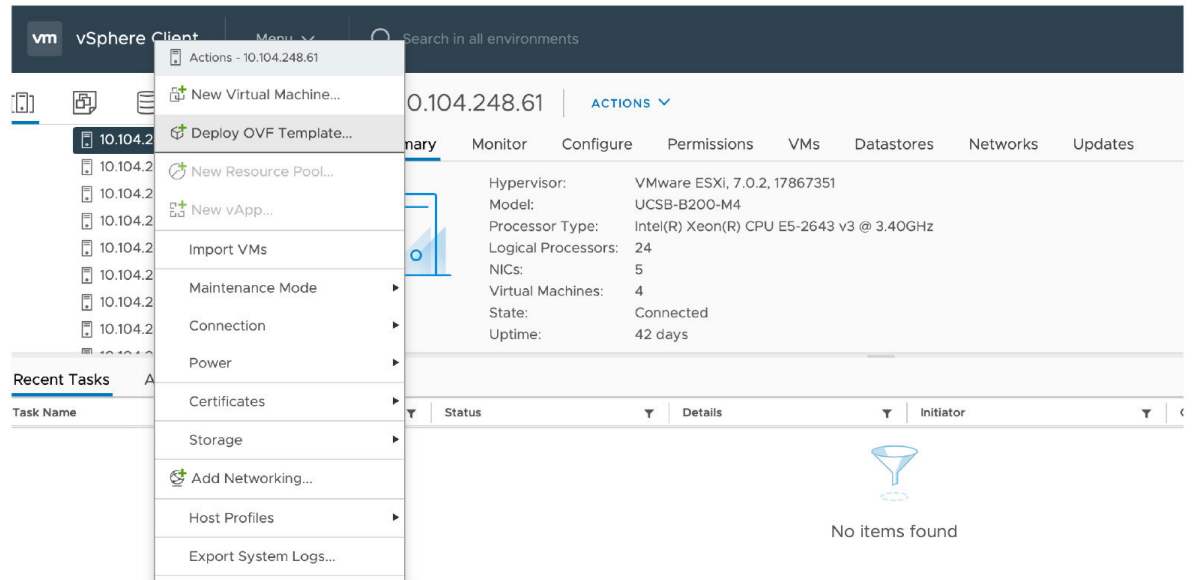 vm vSphere Client Menu Search in all environments
Actions - 10.104.248.61
New Virtual Machine...
Deploy OVF Template...
New Resource Pool...
New vApp...
Import VMs
Maintenance Mode
Connection
Power
Certificates
Storage
Add Networking...
Host Profiles
Export System Logs...
10.104.2
10.104.2
10.104.2
10.104.2
10.104.2
10.104.2
10.104.2
10.104.2
0.104.248.61 ACTIONS
mary Monitor Configure Permissions VMs Datastores Networks Updates
Hypervisor: VMware ESXi, 7.0.2, 17867351
Model: UCSB-B200-M4
Processor Type: Intel(R) Xeon(R) CPU E5-2643 v3 @ 3.40GHz
Logical Processors: 24
NICs: 5
Virtual Machines: 4
State: Connected
Uptime: 42 days
Recent Tasks A
Task Name Status Details Initiator
No items found